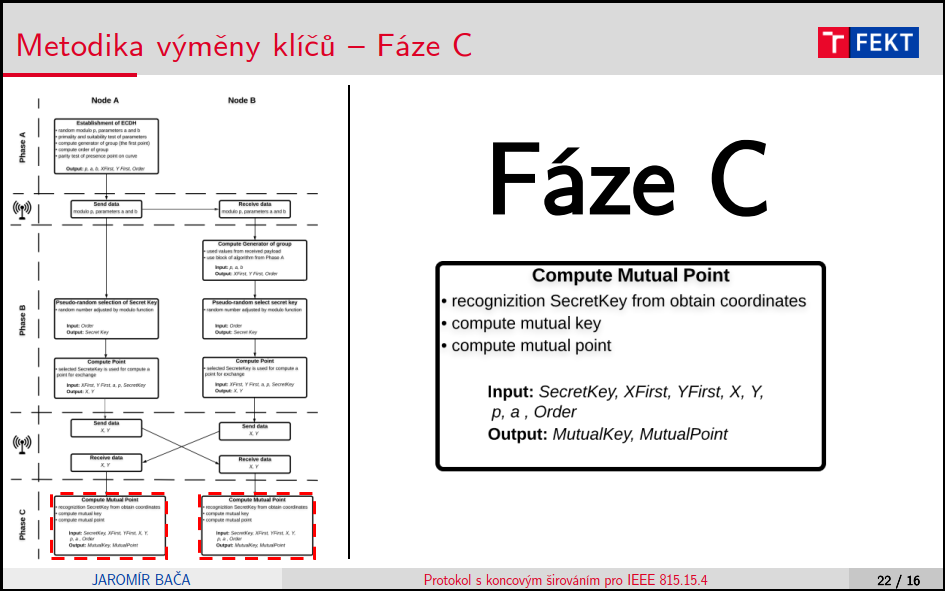 Metodika výměny klíčů – Fáze C
T FEKT
Node A
Node B
Phase A
Establishment of ECDH
• random modulo p, parameters a and b
• primality and suitability test of parameters
• compute generator of group (the first point)
• compute order of group
• parity test of presence point on curve
Output: p, a, b, XFirst, Y First, Order
Send data
modulo p, parameters a and b
Receive data
modulo p, parameters a and b
Phase B
Compute Generator of group
• used values from received payload
• use block of algorithm from Phase A
Input: p, a, b
Output: XFirst, Y First, Order
Pseudo-random selection of Secret Key
• random number adjusted by modulo function
Input: Order
Output: Secret Key
Pseudo-random select secret key
• random number adjusted by modulo function
Input: Order
Output: Secret Key
Compute Point
• selected SecreteKey is used for compute a
point for exchange
Input: XFirst, Y First, a, p, SecretKey
Output: X, Y
Compute Point
• selected SecreteKey is used for compute a
point for exchange
Input: XFirst, Y First, a, p, SecretKey
Output: X, Y
Send data
X, Y
Send data
X, Y
Receive data
X, Y
Receive data
X, Y
Phase C
Compute Mutual Point
• recognizition SecretKey from obtain coordinates
• compute mutual key
• compute mutual point
Input: SecretKey, XFirst, YFirst, X, Y,
p, a , Order
Output: MutualKey, MutualPoint
Compute Mutual Point
• recognizition SecretKey from obtain coordinates
• compute mutual key
• compute mutual point
Input: SecretKey, XFirst, YFirst, X, Y,
p, a , Order
Output: MutualKey, MutualPoint
Fáze C
Compute Mutual Point
• recognizition SecretKey from obtain coordinates
• compute mutual key
• compute mutual point
Input: SecretKey, XFirst, YFirst, X, Y,
p, a , Order
Output: MutualKey, MutualPoint
JAROMÍR BAČA
Protokol s koncovým širováním pro IEEE 815.15.4
22 / 16